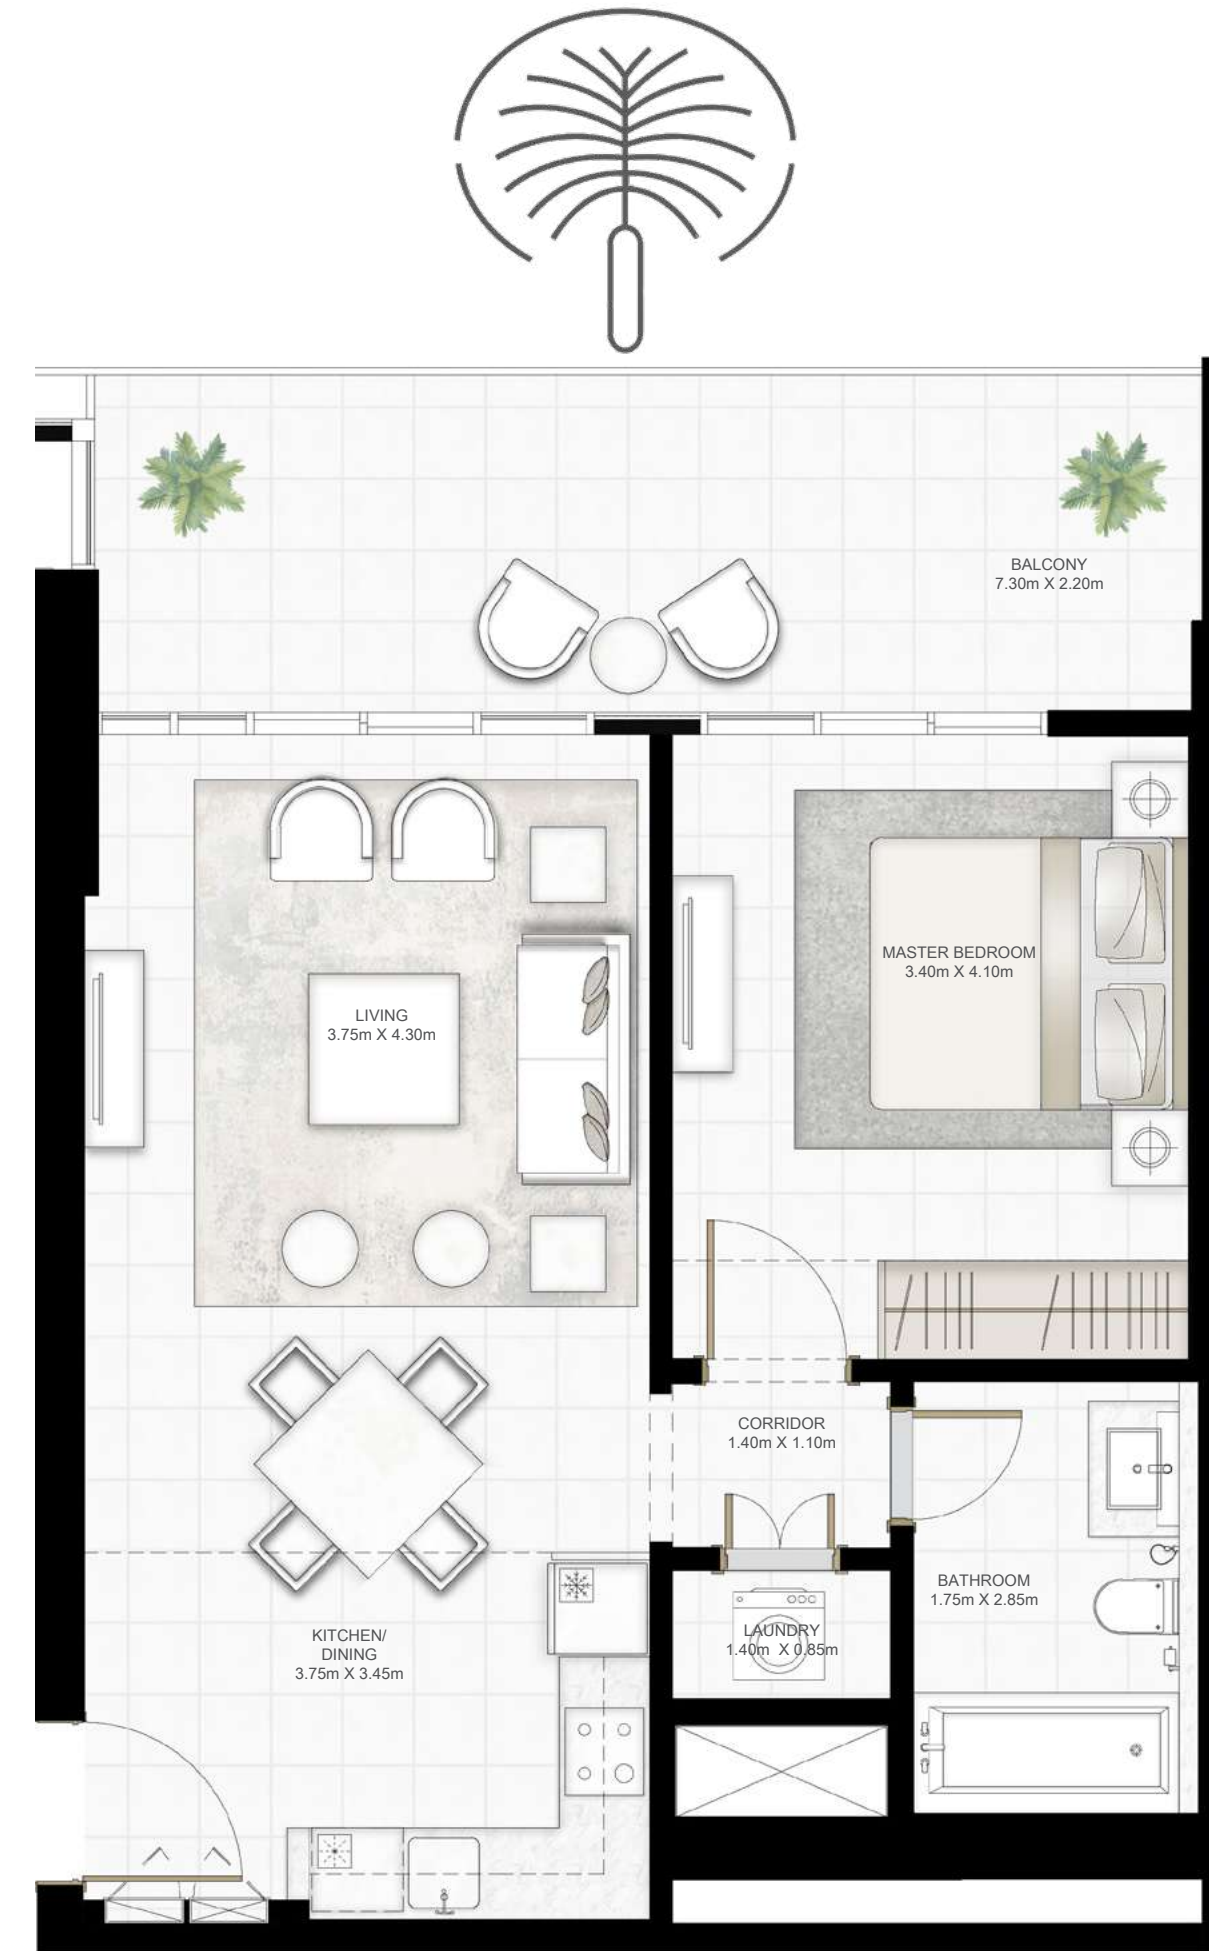 BALCONY
7.30m X 2.20m
MASTER BEDROOM
3.40m X 4.10m
LIVING
3.75m X 4.30m
CORRIDOR
1.40m X 1.10m
BATHROOM
1.75m X 2.85m
LAUNDRY
1.40m X 0.85m
KITCHEN/
DINING
3.75m X 3.45m